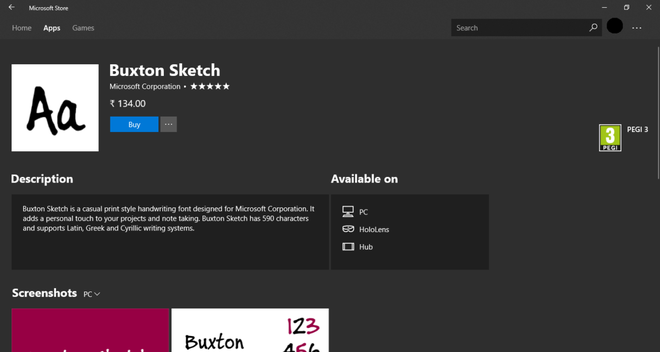 Microsoft Store
Home Apps Games
Search
Buxton Sketch
Microsoft Corporation • ★★★★★
₹ 134.00
Buy
Aa
3
PEGI
PEGI 3
Description
Buxton Sketch is a casual print style handwriting font designed for Microsoft Corporation. It
adds a personal touch to your projects and note taking. Buxton Sketch has 590 characters
and supports Latin, Greek and Cyrillic writing systems.
Available on
PC
HoloLens
Hub
Screenshots PC
Buxton
123
456